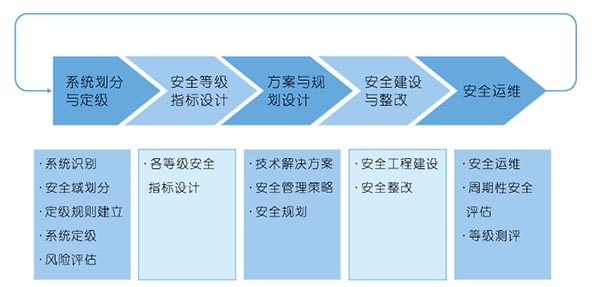 系统划分
与定级
安全等级
指标设计
方案与规
划设计
安全建设
与整改
安全运维
·系统识别
·安全域划分
·定级规则建立
·系统定级
·风险评估
·各等级安全
指标设计
·技术解决方案
·安全管理策略
·安全规划
·安全工程建设
·安全整改
·安全运维
·周期性安全
评估
·等级测评